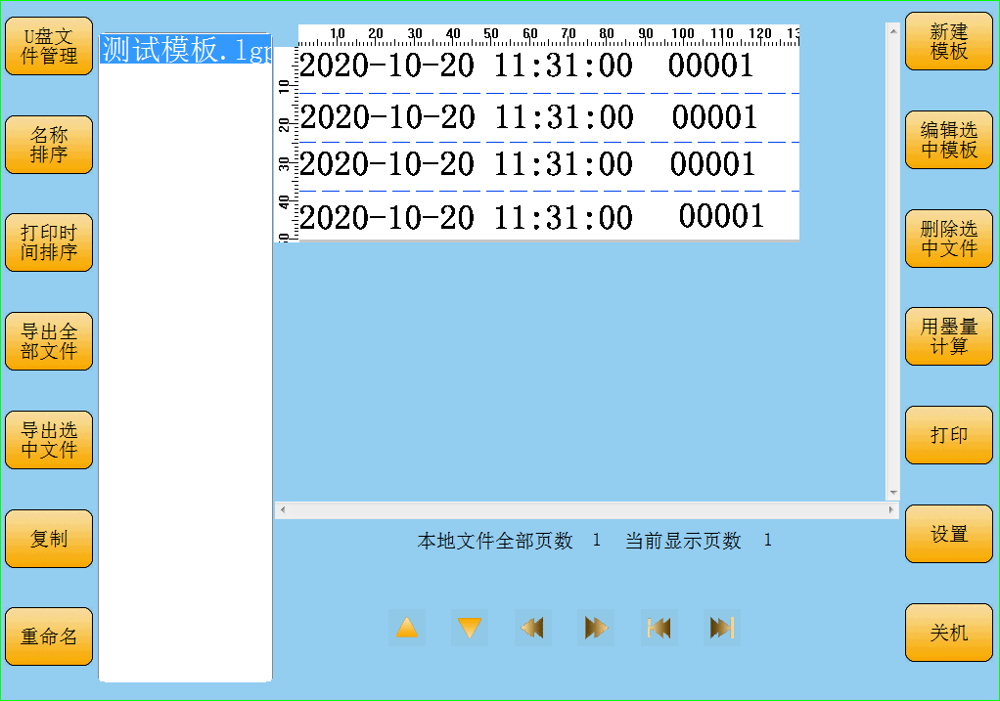 U盘文
件管理
名称
排序
打印时
间排序
导出全
部文件
导出选
中文件
复制
重命名
测试模板.lgp
10 20 30 40 50 60 70 80 90 100 110 120 13
10
20
30
40
2020-10-20 11:31:00 00001
2020-10-20 11:31:00 00001
2020-10-20 11:31:00 00001
2020-10-20 11:31:00 00001
本地文件全部页数 1 当前显示页数 1
新建
模板
编辑选
中模板
删除选
中文件
用墨量
计算
打印
设置
关机